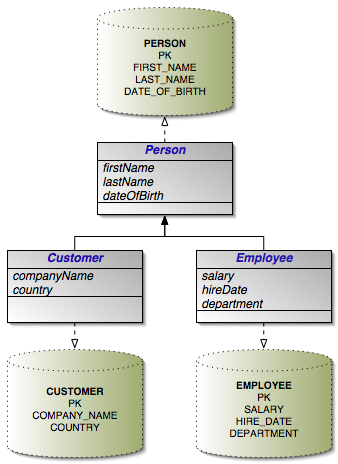 PERSON
PK
FIRST_NAME
LAST_NAME
DATE_OF_BIRTH
Person
firstName
lastName
dateOfBirth
Customer
companyName
country
Employee
salary
hireDate
department
CUSTOMER
PK
COMPANY_NAME
COUNTRY
EMPLOYEE
PK
SALARY
HIRE_DATE
DEPARTMENT